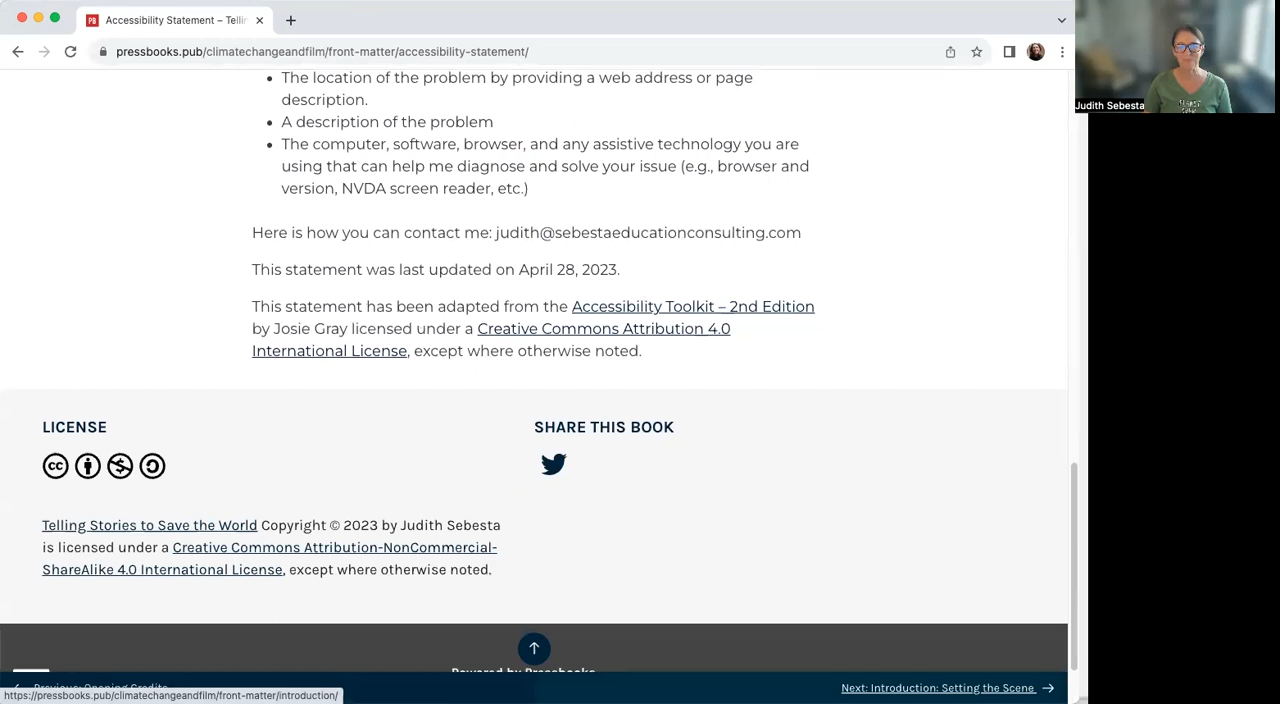 Accessibility Statement – Tellin
pressbooks.pub/climatechangeandfilm/front-matter/accessibility-statement/
Judith Sebesta
The location of the problem by providing a web address or page
description.
A description of the problem
The computer, software, browser, and any assistive technology you are
using that can help me diagnose and solve your issue (e.g., browser and
version, NVDA screen reader, etc.)
Here is how you can contact me: judith@sebestaeducationconsulting.com
This statement was last updated on April 28, 2023.
This statement has been adapted from the Accessibility Toolkit – 2nd Edition
by Josie Gray licensed under a Creative Commons Attribution 4.0
International License, except where otherwise noted.
LICENSE
SHARE THIS BOOK
Telling Stories to Save the World Copyright © 2023 by Judith Sebesta
is licensed under a Creative Commons Attribution-NonCommercial-
ShareAlike 4.0 International License, except where otherwise noted.
Powered by Pressbooks
Previous: Opening Credits
https://pressbooks.pub/climatechangeandfilm/front-matter/introduction/
Next: Introduction: Setting the Scene